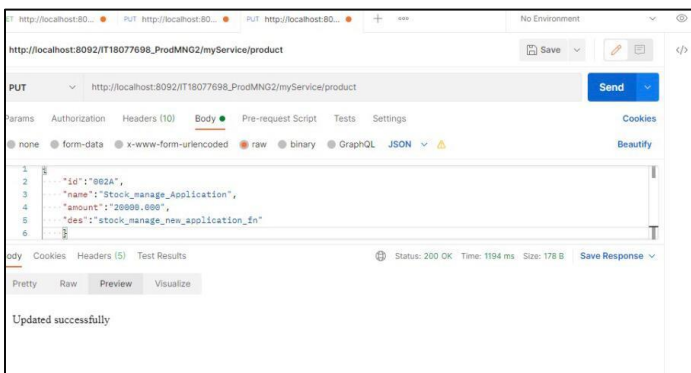 ET http://localhost:80... PUT http://localhost:80... PUT http://localhost:80... + ooo No Environment
http://localhost:8092/IT18077698_ProdMNG2/myService/product Save </>
PUT http://localhost:8092/IT18077698_ProdMNG2/myService/product Send
Params Authorization Headers (10) Body Pre-request Script Tests Settings Cookies
none form-data x-www-form-urlencoded raw binary GraphQL JSON Beautify
1 {
2 "id":"002A",
3 "name":"Stock_manage_Application",
4 "amount":"20000.000",
5 "des":"stock_manage_new_application_fn"
6 }
ody Cookies Headers (5) Test Results Status: 200 OK Time: 1194 ms Size: 178 B Save Response
Pretty Raw Preview Visualize
Updated successfully